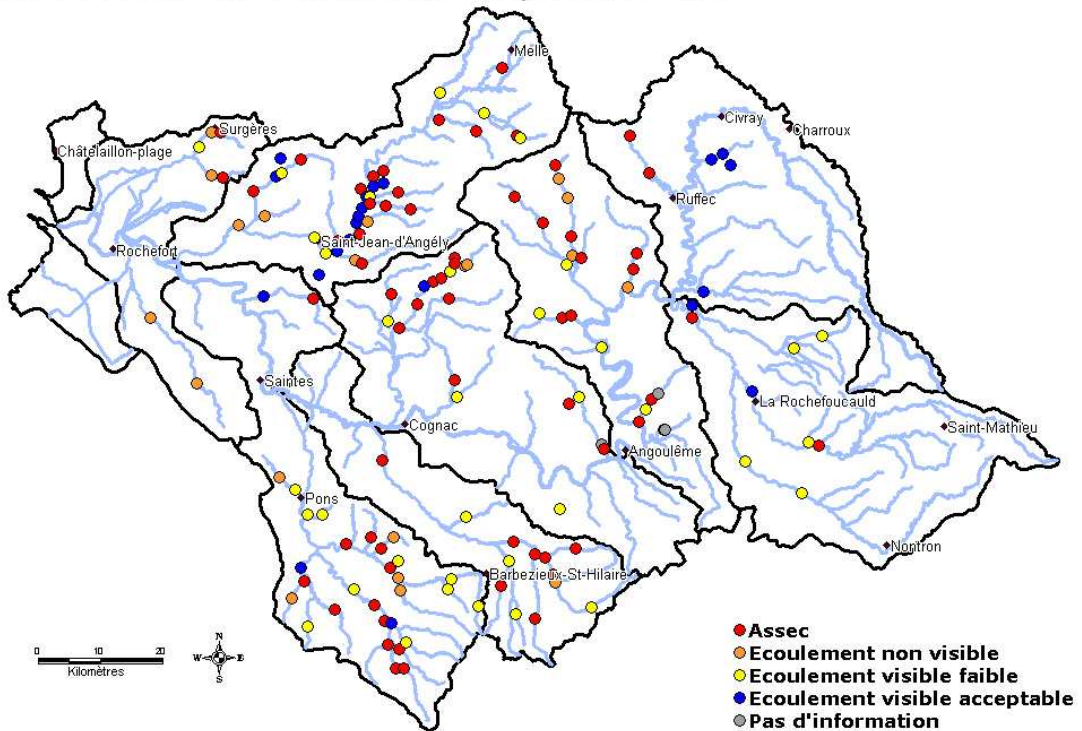 Melle
Surgères
Civray
Charroux
Châtelaillon-plage
Ruffec
Saint-Jean-d'Angély
Rochefort
Saintes
La Rochefoucauld
Saint-Mathieu
Cognac
Angoulême
Pons
Nontron
Barbezieux-St-Hilaire
N
W E
S
0 10 20
Kilomètres
Assec
Ecoulement non visible
Ecoulement visible faible
Ecoulement visible acceptable
Pas d'information